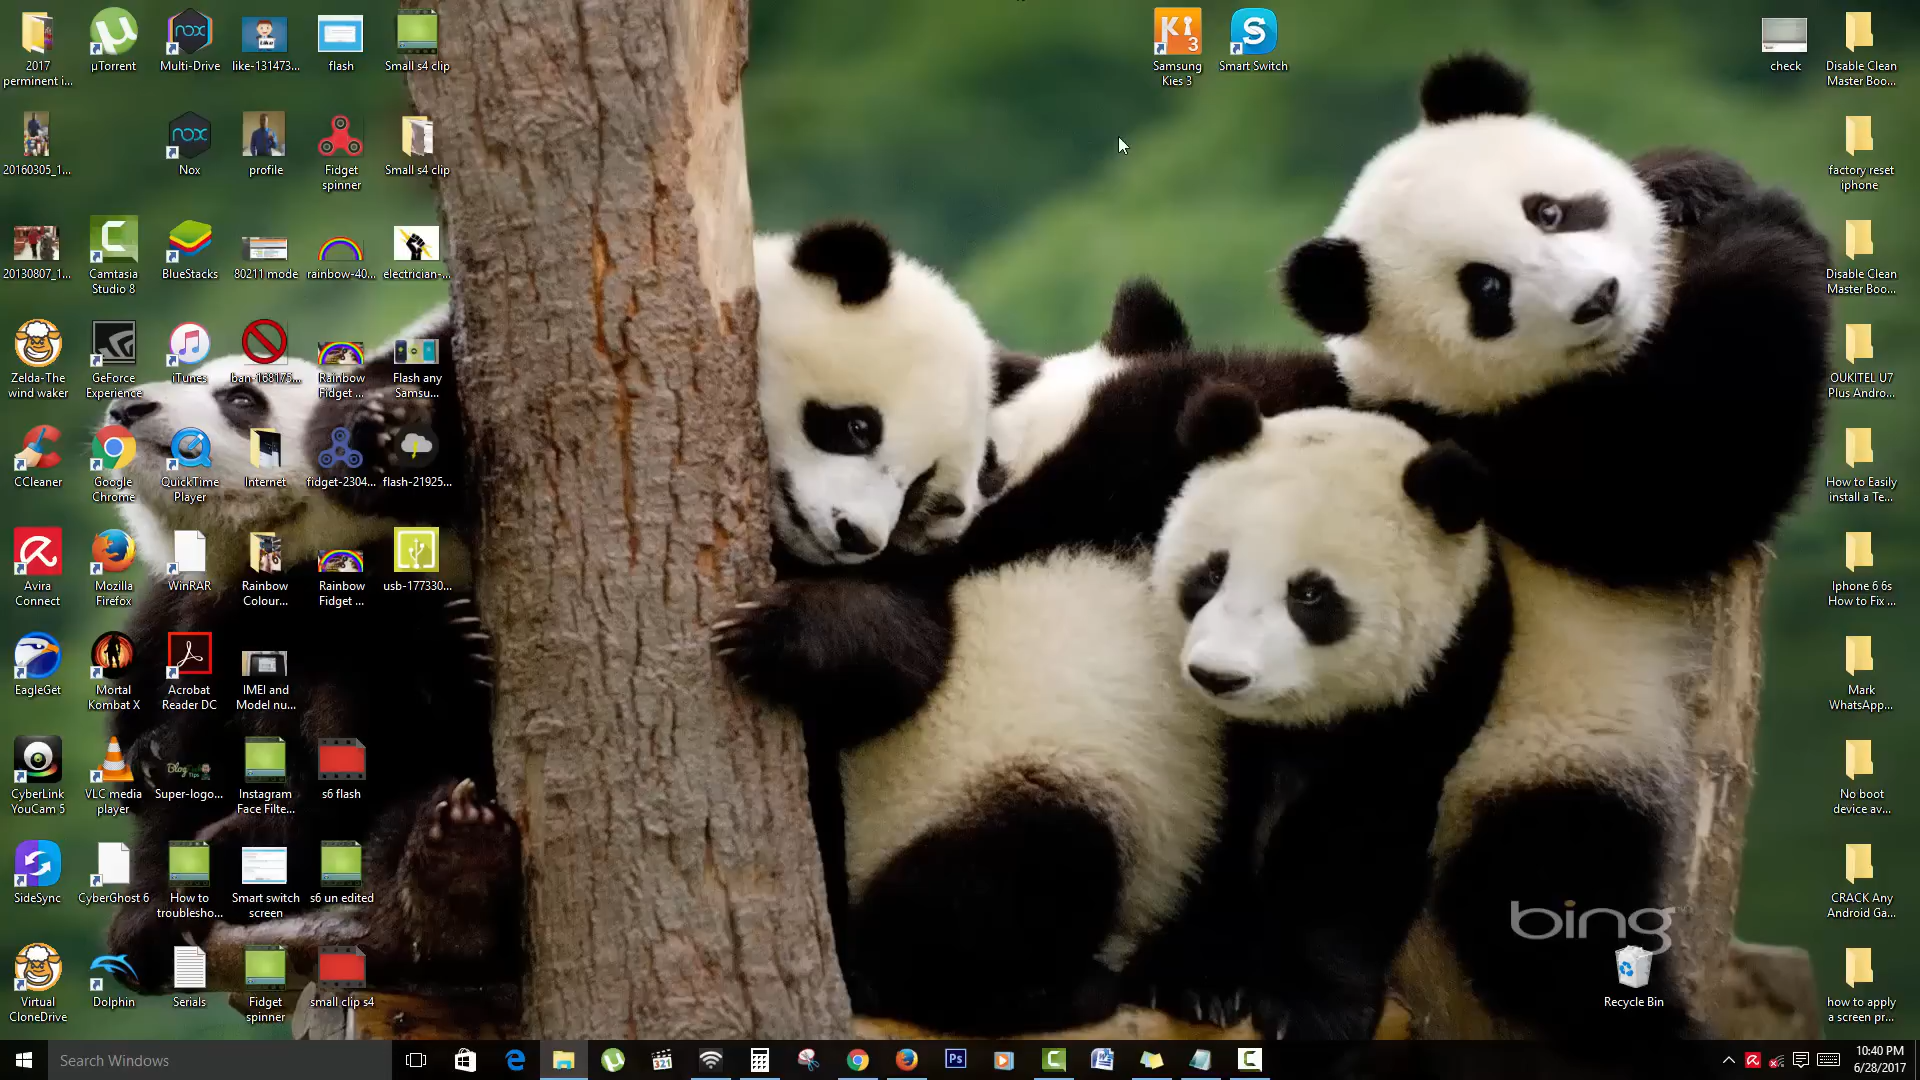 2017
perminent i...
µTorrent
Multi-Drive
like-131473...
flash
Small s4 clip
Samsung
Kies 3
Smart Switch
check
Disable Clean
Master Boo...
20160305_1...
Nox
profile
Fidget
spinner
Small s4 clip
factory reset
iphone
20130807_1...
Camtasia
Studio 8
BlueStacks
80211 mode
rainbow-40...
electrician-...
Disable Clean
Master Boo...
Zelda-The
wind waker
GeForce
Experience
iTunes
ban-168175...
Rainbow
Fidget ...
Flash any
Samsu...
OUKITEL U7
Plus Andro...
CCleaner
Google
Chrome
QuickTime
Player
Internet
fidget-2304...
flash-21925...
How to Easily
install a Te...
Avira
Connect
Mozilla
Firefox
WinRAR
Rainbow
Colour...
Rainbow
Fidget ...
usb-177330...
Iphone 6 6s
How to Fix ...
EagleGet
Mortal
Kombat X
Acrobat
Reader DC
IMEI and
Model nu...
Mark
WhatsApp...
CyberLink
YouCam 5
VLC media
player
Super-logo...
Instagram
Face Filte...
s6 flash
No boot
device av...
SideSync
CyberGhost 6
How to
troublesho...
Smart switch
screen
s6 un edited
CRACK Any
Android Ga...
bing
Virtual
CloneDrive
Dolphin
Serials
Fidget
spinner
small clip s4
Recycle Bin
how to apply
a screen pr...
Search Windows
321
Ps
10:40 PM
6/28/2017